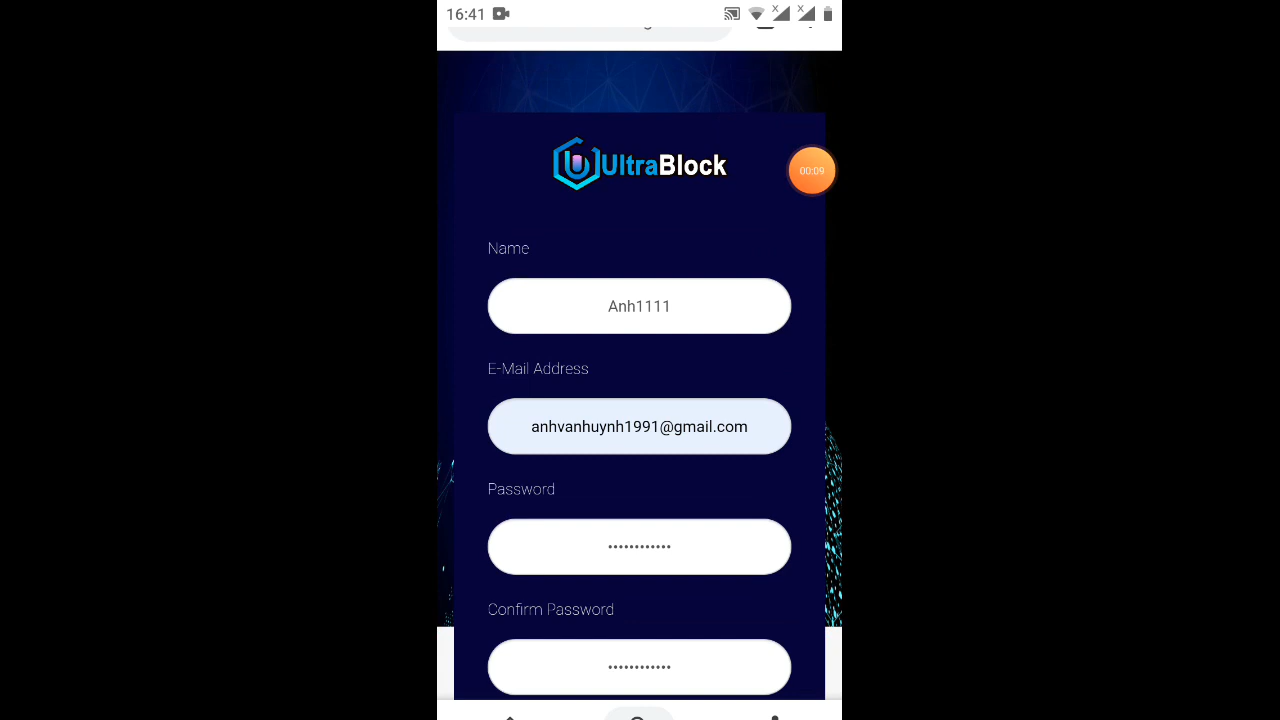 16:41
UltraBlock
00:09
Name
Anh1111
E-Mail Address
anhvanhuynh1991@gmail.com
Password
••••••••••••
Confirm Password
••••••••••••